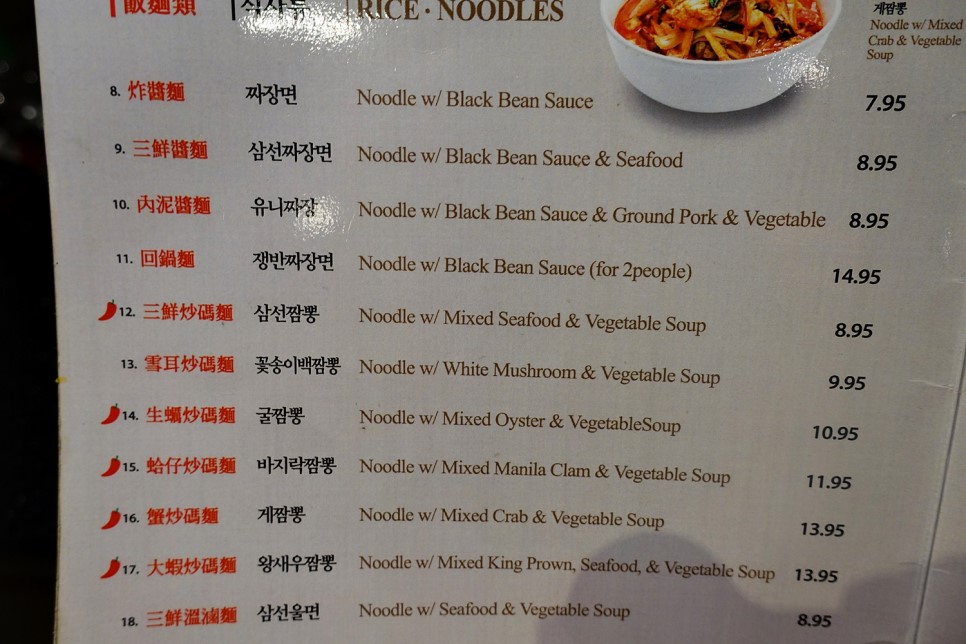 飯麵類 식사류 RICE · NOODLES
게짬뽕
Noodle w/ Mixed
Crab & Vegetable
Soup
8. 炸醬麵 짜장면 Noodle w/ Black Bean Sauce 7.95
9. 三鮮醬麵 삼선짜장면 Noodle w/ Black Bean Sauce & Seafood 8.95
10. 內泥醬麵 유니짜장 Noodle w/ Black Bean Sauce & Ground Pork & Vegetable 8.95
11. 回鍋麵 쟁반짜장면 Noodle w/ Black Bean Sauce (for 2people) 14.95
12. 三鮮炒碼麵 삼선짬뽕 Noodle w/ Mixed Seafood & Vegetable Soup 8.95
13. 雪耳炒碼麵 꽃송이백짬뽕 Noodle w/ White Mushroom & Vegetable Soup 9.95
14. 生蠣炒碼麵 굴짬뽕 Noodle w/ Mixed Oyster & VegetableSoup 10.95
15. 蛤仔炒碼麵 바지락짬뽕 Noodle w/ Mixed Manila Clam & Vegetable Soup 11.95
16. 蟹炒碼麵 게짬뽕 Noodle w/ Mixed Crab & Vegetable Soup 13.95
17. 大蝦炒碼麵 왕새우짬뽕 Noodle w/ Mixed King Prawn, Seafood, & Vegetable Soup 13.95
18. 三鮮溫滷麵 삼선울면 Noodle w/ Seafood & Vegetable Soup 8.95